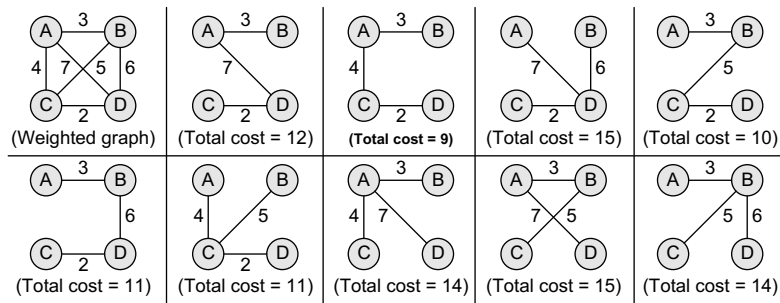 A 3 B A 3 B A 3 B A B A 3 B
4 7 5 6 7 4 7 6 5
C 2 D C 2 D C 2 D C 2 D C 2 D
(Weighted graph) (Total cost = 12) (Total cost = 9) (Total cost = 15) (Total cost = 10)
A 3 B A B A 3 B A 3 B A 3 B
6 4 5 4 7 7 5 5 6
C 2 D C 2 D C D C D C D
(Total cost = 11) (Total cost = 11) (Total cost = 14) (Total cost = 15) (Total cost = 14)